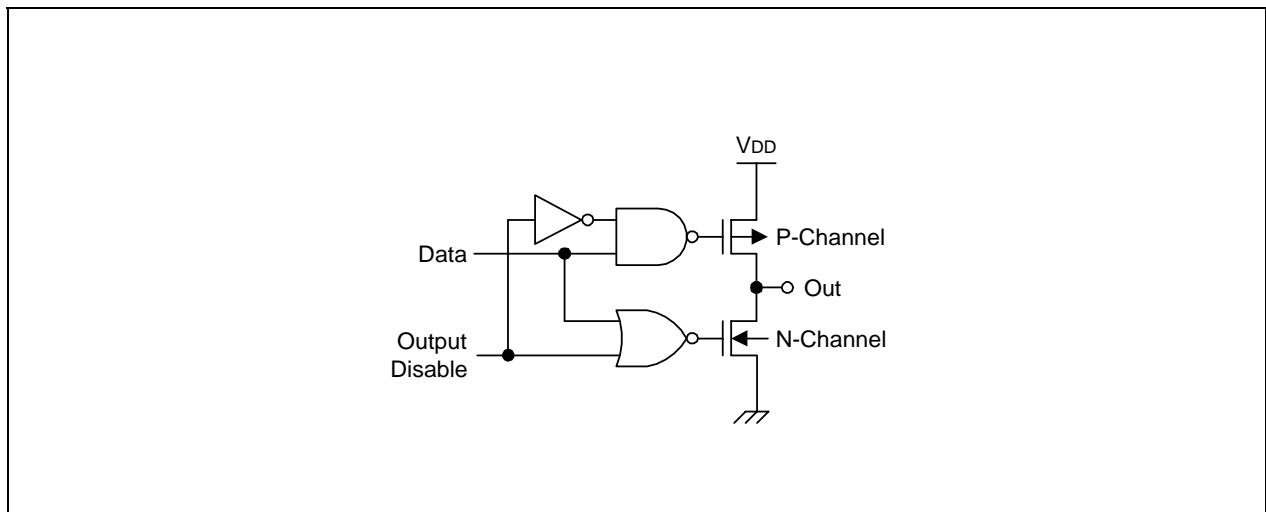 VDD
P-Channel
Data
Out
N-Channel
Output
Disable